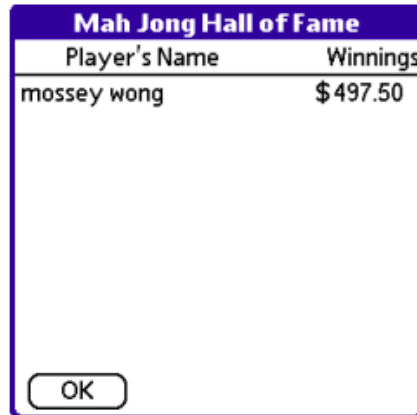 Mah Jong Hall of Fame
Player's Name Winnings
mossey wong $497.50
OK